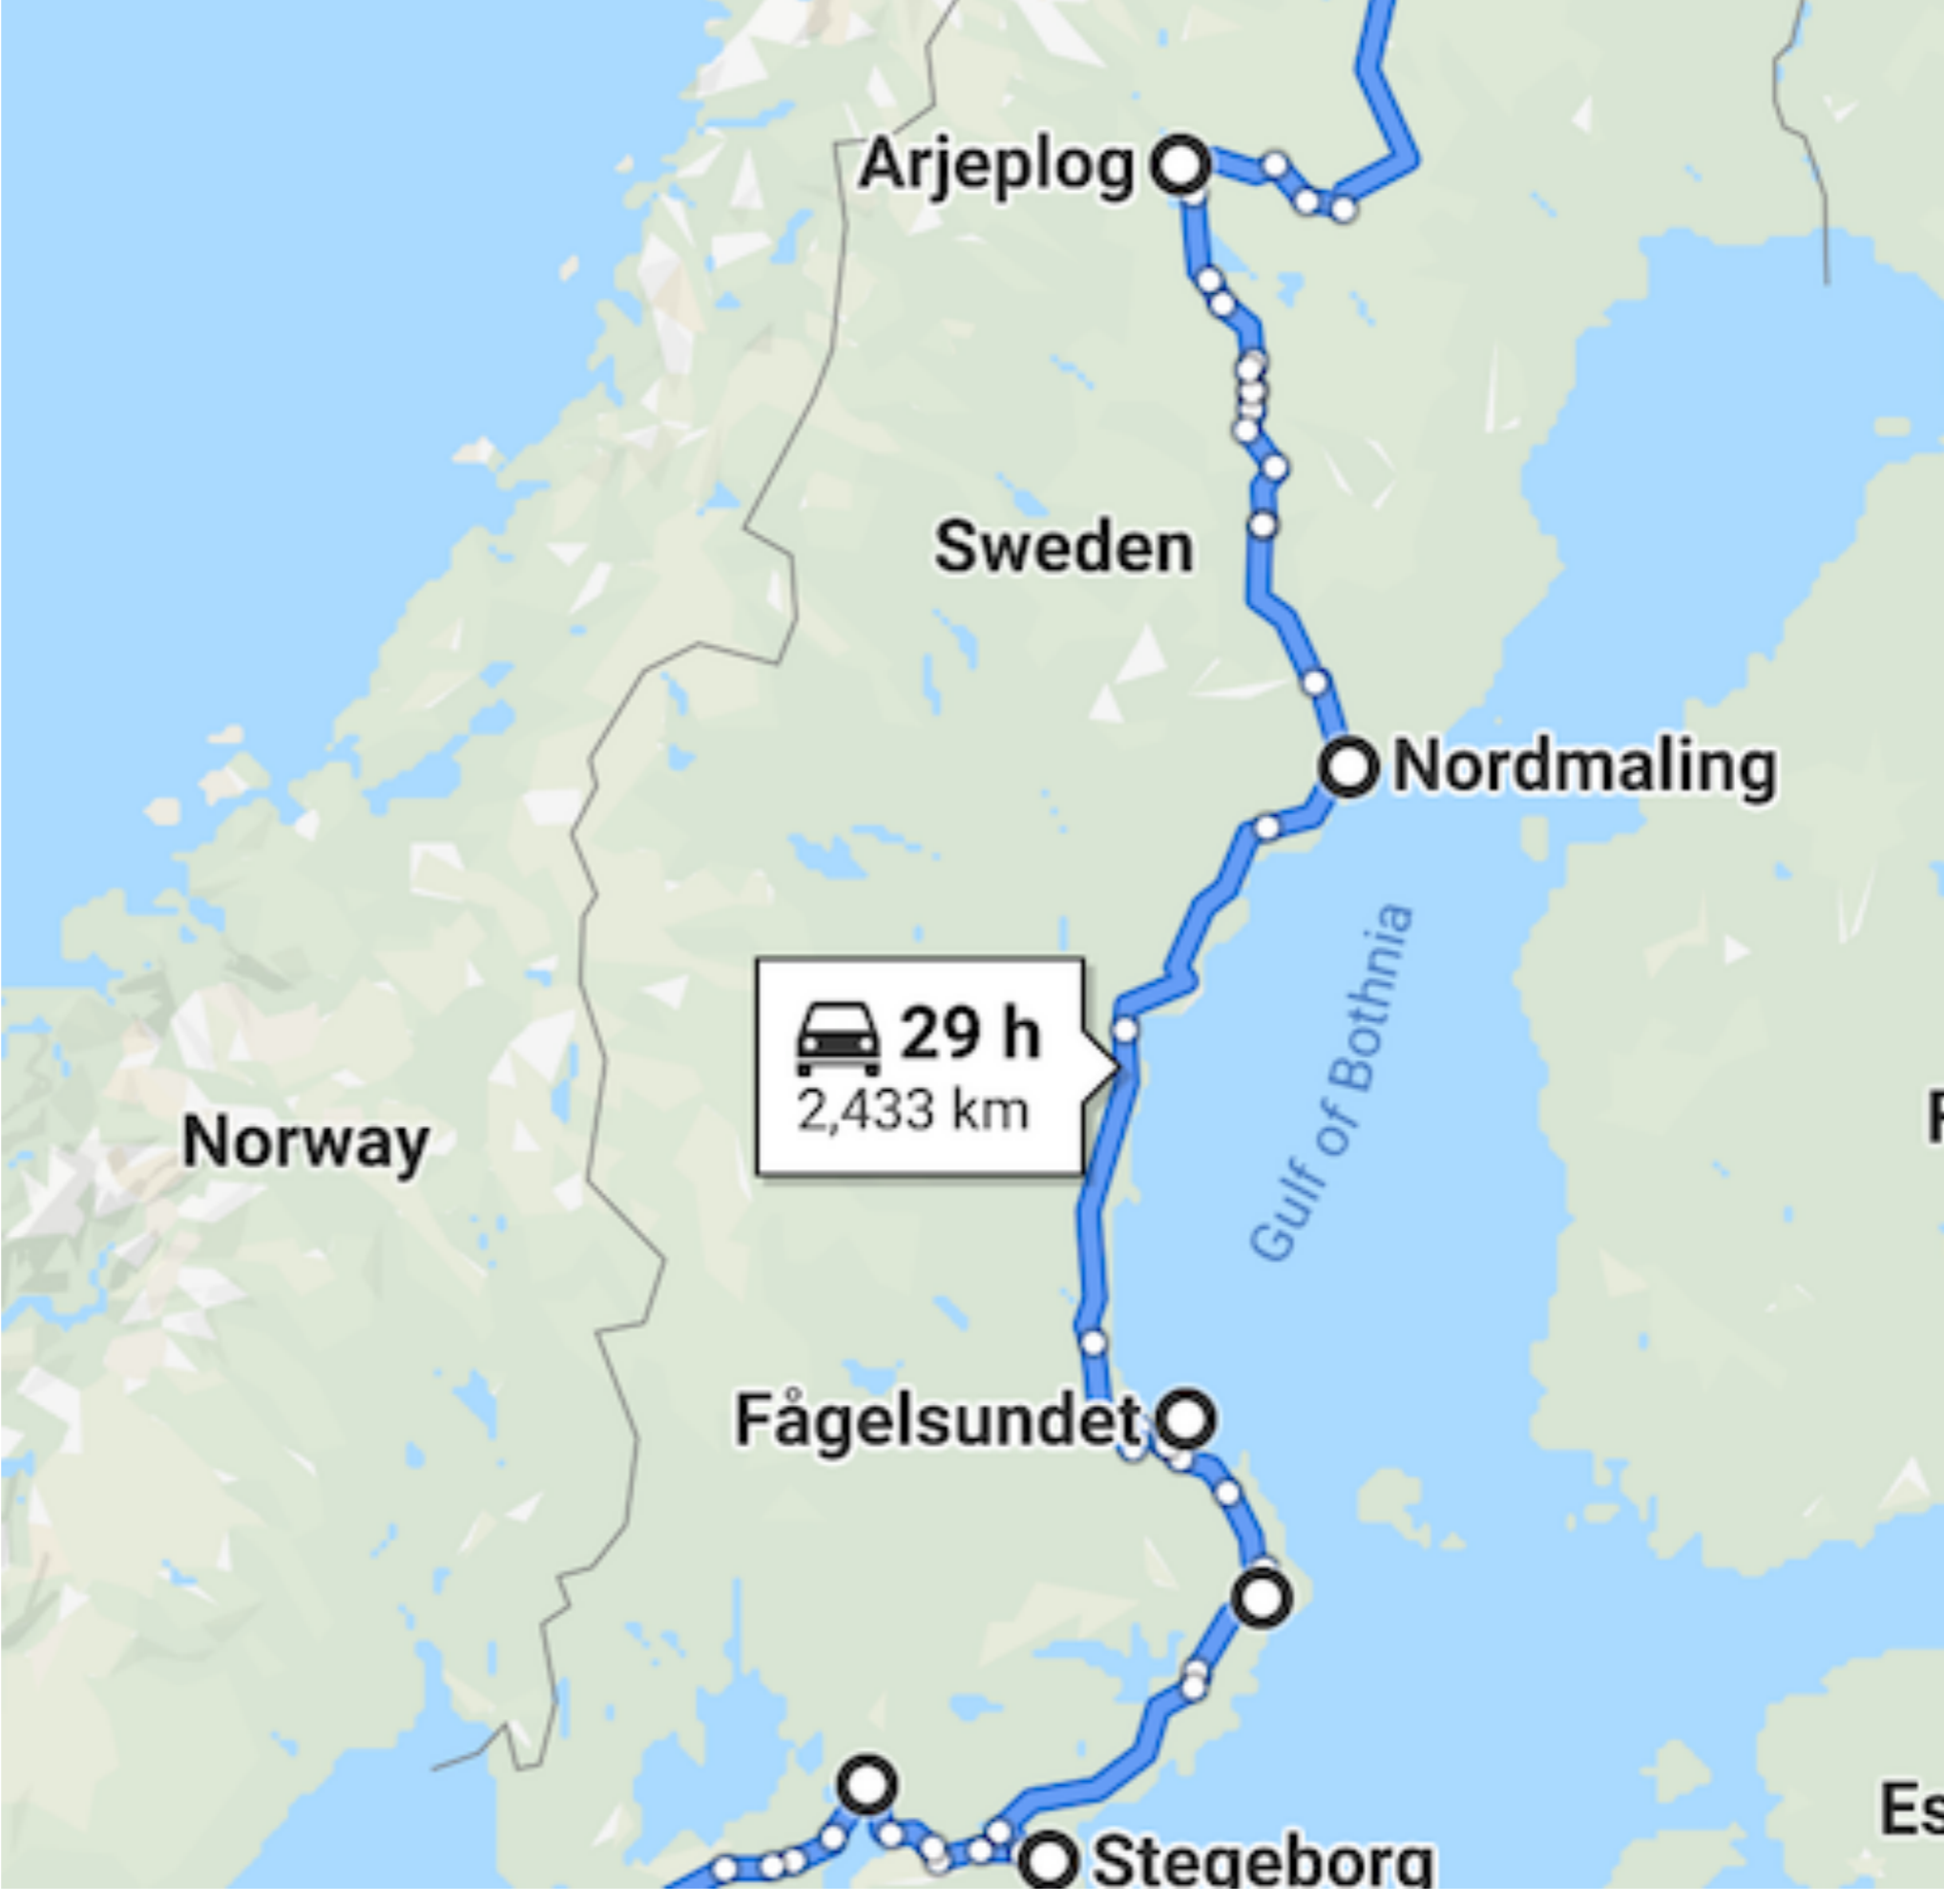 Arjeplog
Sweden
Nordmaling
Gulf of Bothnia
29 h
2,433 km
Norway
Fågelsundet
Stegeborg